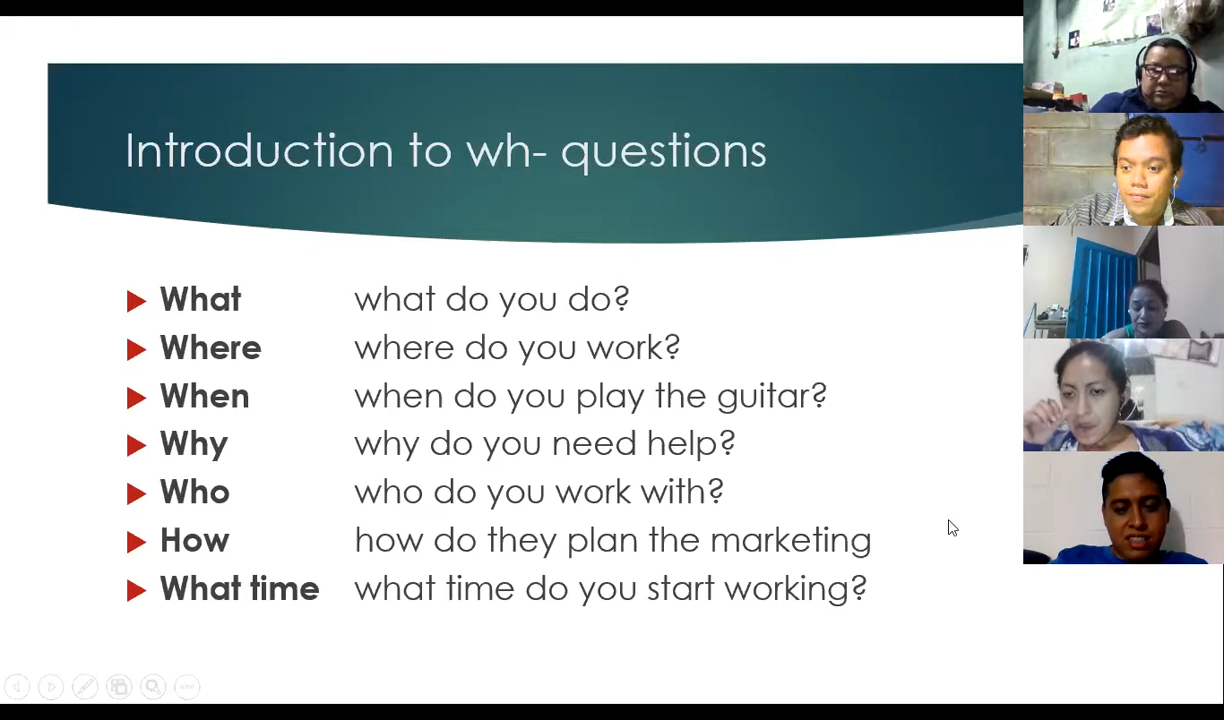 Introduction to wh- questions
What what do you do?
Where where do you work?
When when do you play the guitar?
Why why do you need help?
Who who do you work with?
How how do they plan the marketing
What time what time do you start working?